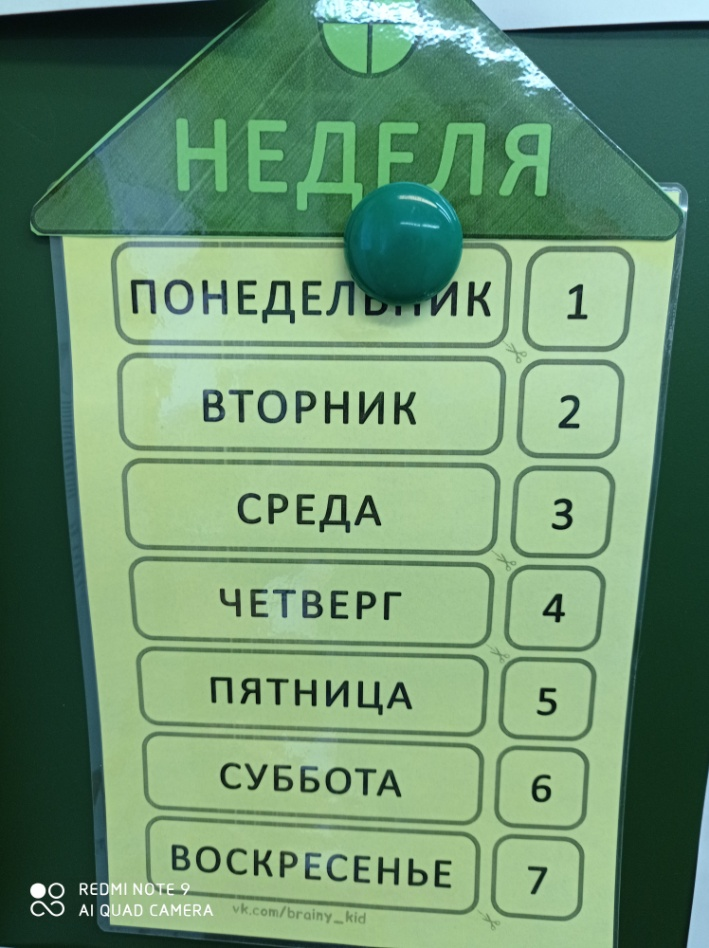 НЕДЕЛЯ
ПОНЕДЕЛЬНИК 1
ВТОРНИК 2
СРЕДА 3
ЧЕТВЕРГ 4
ПЯТНИЦА 5
СУББОТА 6
ВОСКРЕСЕНЬЕ 7
vk.com/brainy_kid
REDMI NOTE 9
AI QUAD CAMERA